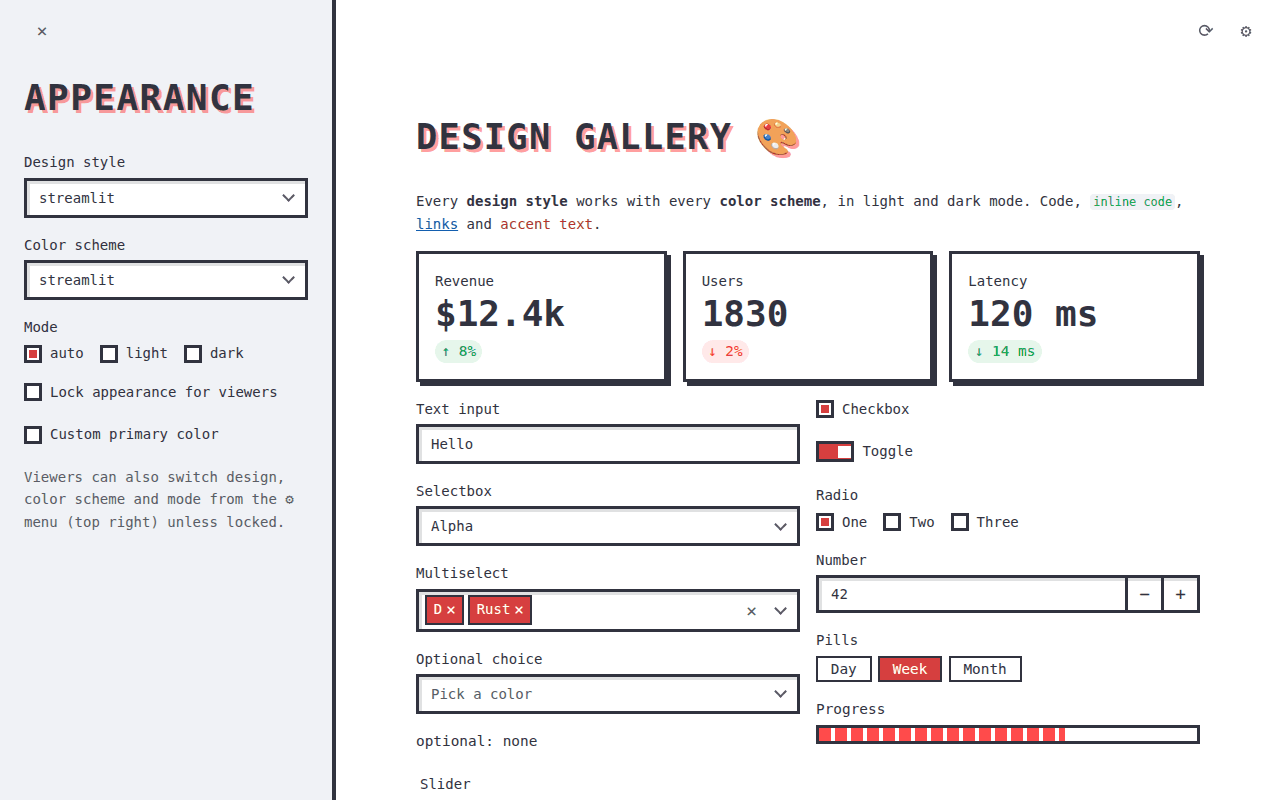 APPEARANCE
Design style
streamlit
Color scheme
streamlit
Mode
auto light dark
Lock appearance for viewers
Custom primary color
Viewers can also switch design,
color scheme and mode from the ⚙
menu (top right) unless locked.
DESIGN GALLERY 🎨
Every design style works with every color scheme, in light and dark mode. Code, inline code,
links and accent text.
Revenue
$12.4k
↑ 8%
Users
1830
↓ 2%
Latency
120 ms
↓ 14 ms
Text input
Hello
Selectbox
Alpha
Multiselect
D × Rust ×
Optional choice
Pick a color
optional: none
Slider
Checkbox
Toggle
Radio
One Two Three
Number
42 − +
Pills
Day Week Month
Progress